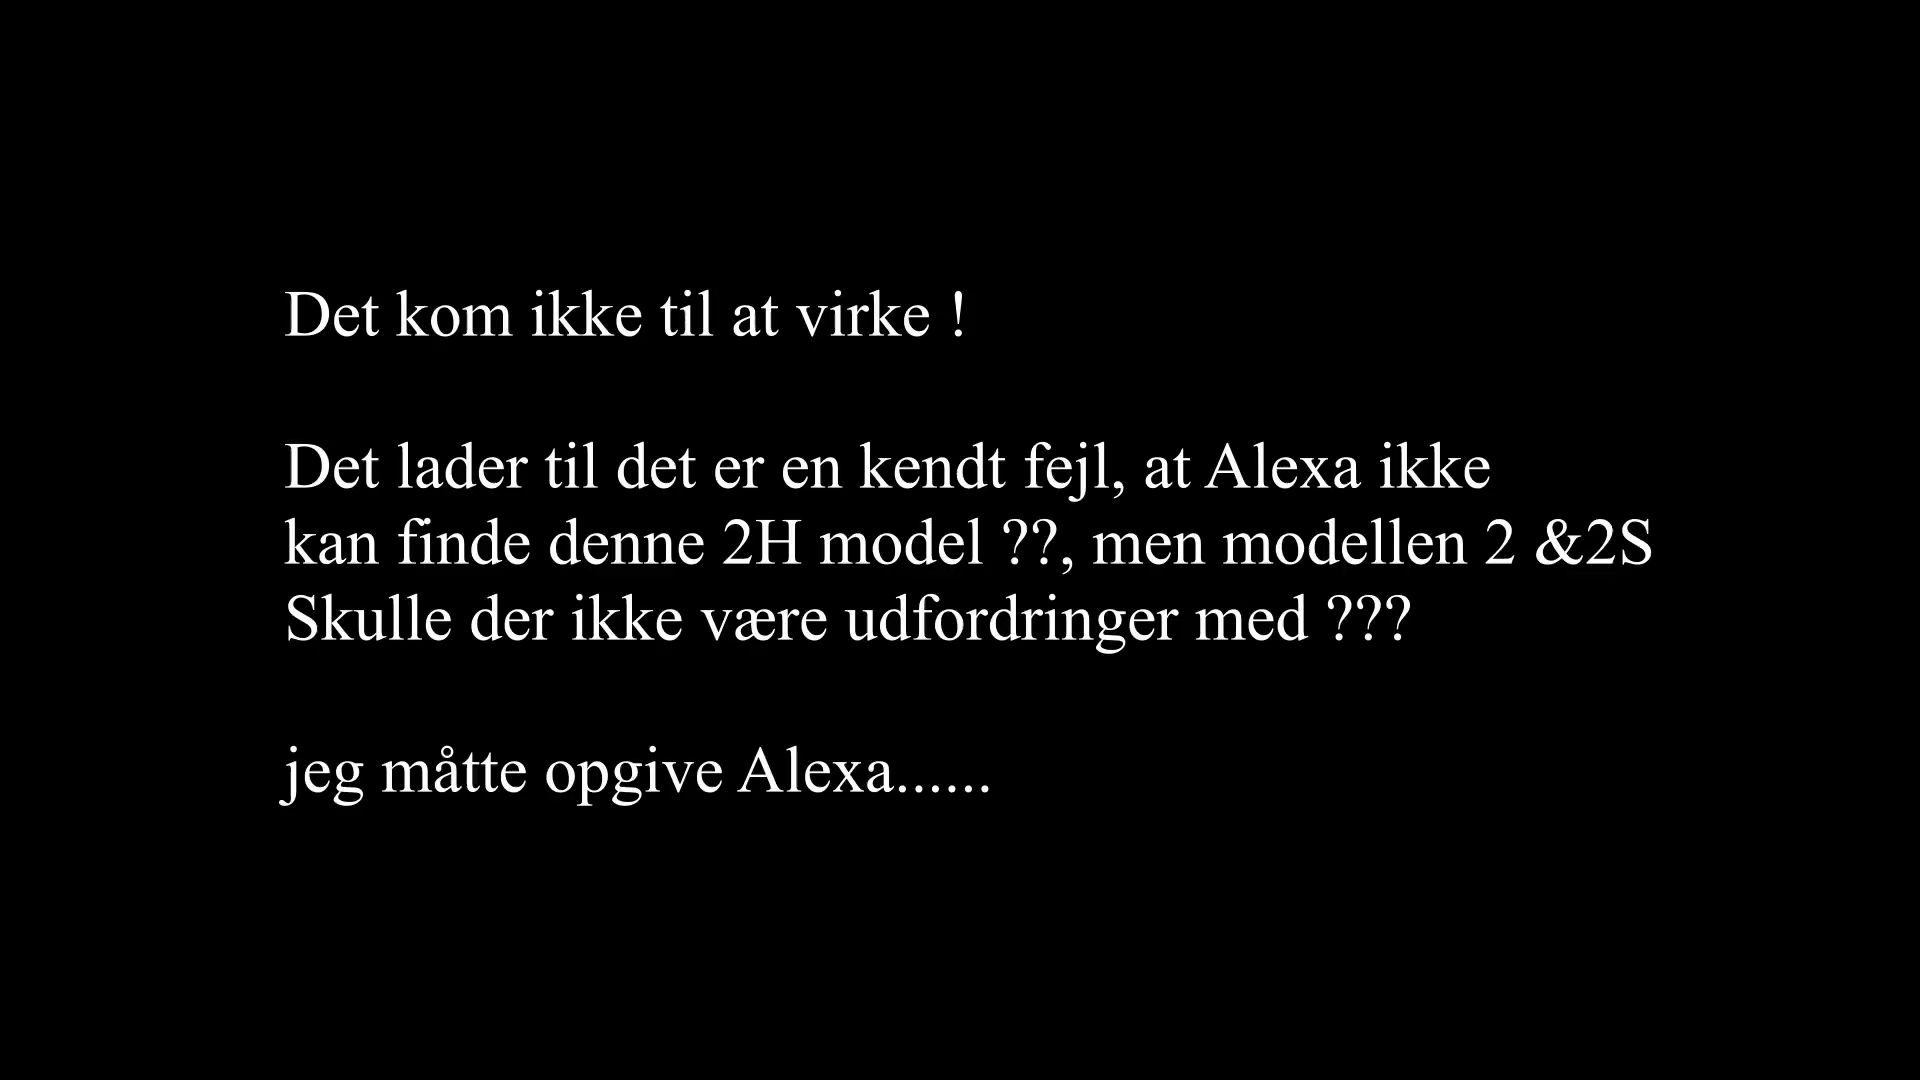 Det kom ikke til at virke !
Det lader til det er en kendt fejl, at Alexa ikke
kan finde denne 2H model ??, men modellen 2 &2S
Skulle der ikke være udfordringer med ???
jeg måtte opgive Alexa......